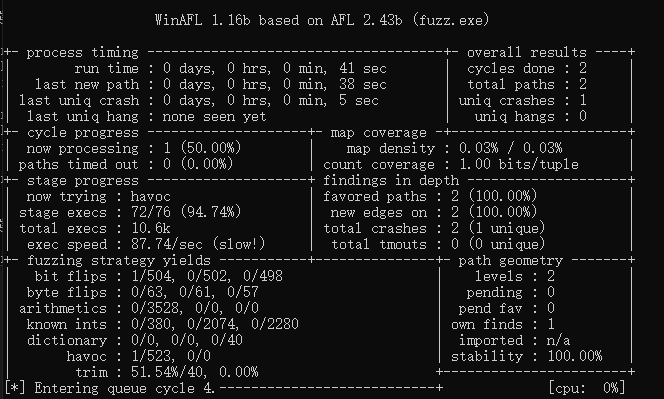 WinAFL 1.16b based on AFL 2.43b (fuzz.exe)
+- process timing -------------------------------------+- overall results ----+
| run time : 0 days, 0 hrs, 0 min, 41 sec | cycles done : 2 |
| last new path : 0 days, 0 hrs, 0 min, 38 sec | total paths : 2 |
| last uniq crash : 0 days, 0 hrs, 0 min, 5 sec | uniq crashes : 1 |
| last uniq hang : none seen yet | uniq hangs : 0 |
+- cycle progress --------------------+- map coverage -+----------------------+
| now processing : 1 (50.00%) | map density : 0.03% / 0.03% |
| paths timed out : 0 (0.00%) | count coverage : 1.00 bits/tuple |
+- stage progress --------------------+- findings in depth --------------------+
| now trying : havoc | favored paths : 2 (100.00%) |
| stage execs : 72/76 (94.74%) | new edges on : 2 (100.00%) |
| total execs : 10.6k | total crashes : 2 (1 unique) |
| exec speed : 87.74/sec (slow!) | total tmouts : 0 (0 unique) |
+- fuzzing strategy yields -----------+----------------+- path geometry -------+
| bit flips : 1/504, 0/502, 0/498 | levels : 2 |
| byte flips : 0/63, 0/61, 0/57 | pending : 0 |
| arithmetics : 0/3528, 0/0, 0/0 | pend fav : 0 |
| known ints : 0/380, 0/2074, 0/2280 | own finds : 1 |
| dictionary : 0/0, 0/0, 0/40 | imported : n/a |
| havoc : 1/523, 0/0 | stability : 100.00% |
| trim : 51.54%/40, 0.00% +-----------------------+
[*] Entering queue cycle 4.----------------------------+ [cpu: 0%]